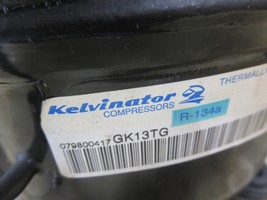 Kelvinator
COMPRESSORS
THERMALL
R-134a
079800417 GK13TG